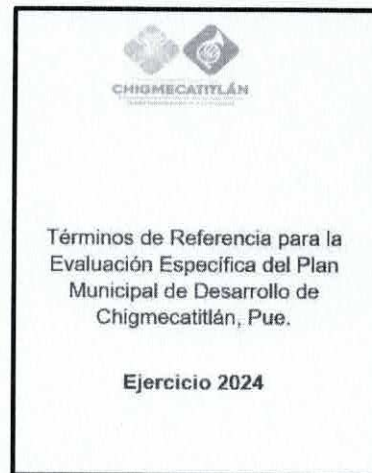 CHIGMECATITLÁN
Términos de Referencia para la
Evaluación Específica del Plan
Municipal de Desarrollo de
Chigmecatitlán, Pue.
Ejercicio 2024